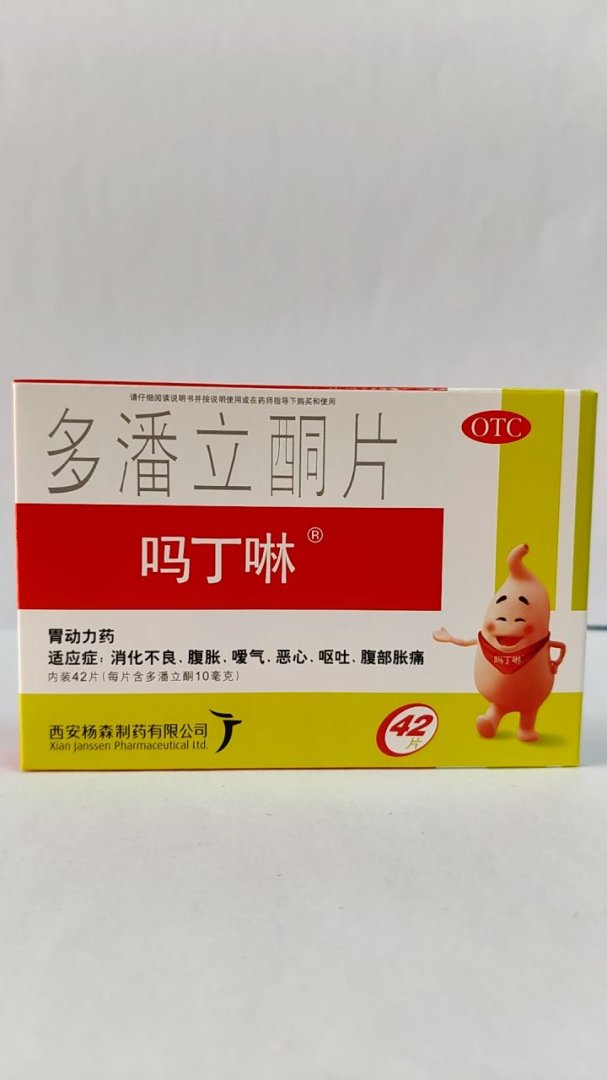 请仔细阅读说明书并按说明使用或在药师指导下购买和使用
多潘立酮片
OTC
吗丁啉®
胃动力药
适应症：消化不良、腹胀、嗳气、恶心、呕吐、腹部胀痛
内装42片(每片含多潘立酮10毫克)
吗丁啉
西安杨森制药有限公司
Xian Janssen Pharmaceutical Ltd.
42
片